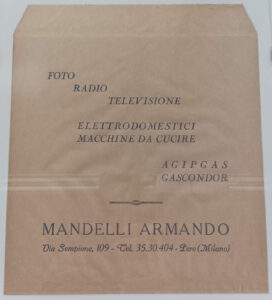 FOTO
RADIO
TELEVISIONE
ELETTRODOMESTICI
MACCHINE DA CUCIRE
AGIPGAS
GASCONDOR
MANDELLI ARMANDO
Via Sempione, 109 - Tel. 35.30.404 - Pero (Milano)